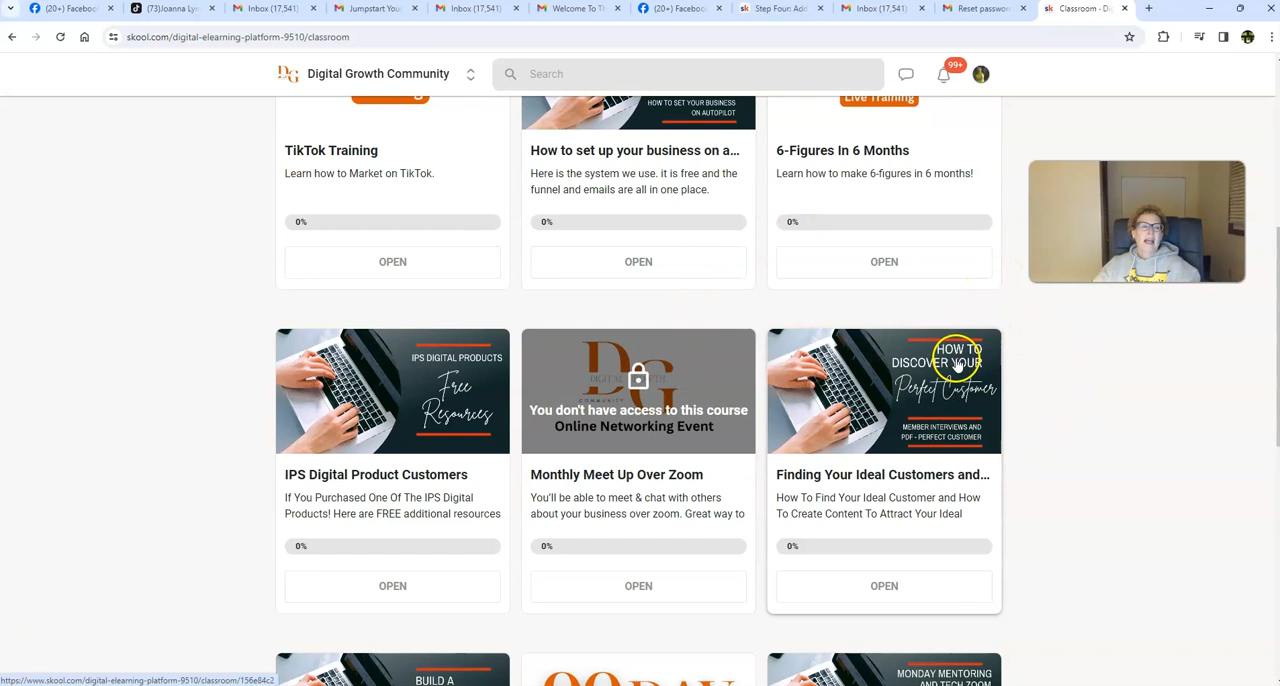 (20+) Facebook
(73)Joanna Ly
Inbox (17,541)
Jumpstart You
Inbox (17,541)
Welcome To Th
(20+) Facebook
Step Four: Add
Inbox (17,541)
Reset passwor
Classroom - Di
skool.com/digital-elearning-platform-9510/classroom
DG
Digital Growth Community
Search
99+
HOW TO SET YOUR BUSINESS
ON AUTOPILOT
Live Training
TikTok Training
How to set up your business on a...
6-Figures In 6 Months
Learn how to Market on TikTok.
Here is the system we use. it is free and the
funnel and emails are all in one place.
Learn how to make 6-figures in 6 months!
0%
0%
0%
OPEN
OPEN
OPEN
IPS DIGITAL PRODUCTS
Free
Resources
DG
DIGITAL GROWTH
COMMUNITY
You don't have access to this course
Online Networking Event
HOW TO
DISCOVER YOUR
Perfect Customer
MEMBER INTERVIEWS AND
PDF - PERFECT CUSTOMER
IPS Digital Product Customers
Monthly Meet Up Over Zoom
Finding Your Ideal Customers and...
If You Purchased One Of The IPS Digital
Products! Here are FREE additional resources
You'll be able to meet & chat with others
about your business over zoom. Great way to
How To Find Your Ideal Customer and How
To Create Content To Attract Your Ideal
0%
0%
0%
OPEN
OPEN
OPEN
BUILD A
90 DAY
MONDAY MENTORING
AND TECH ZOOM
https://www.skool.com/digital-elearning-platform-9510/classroom/156e84c2